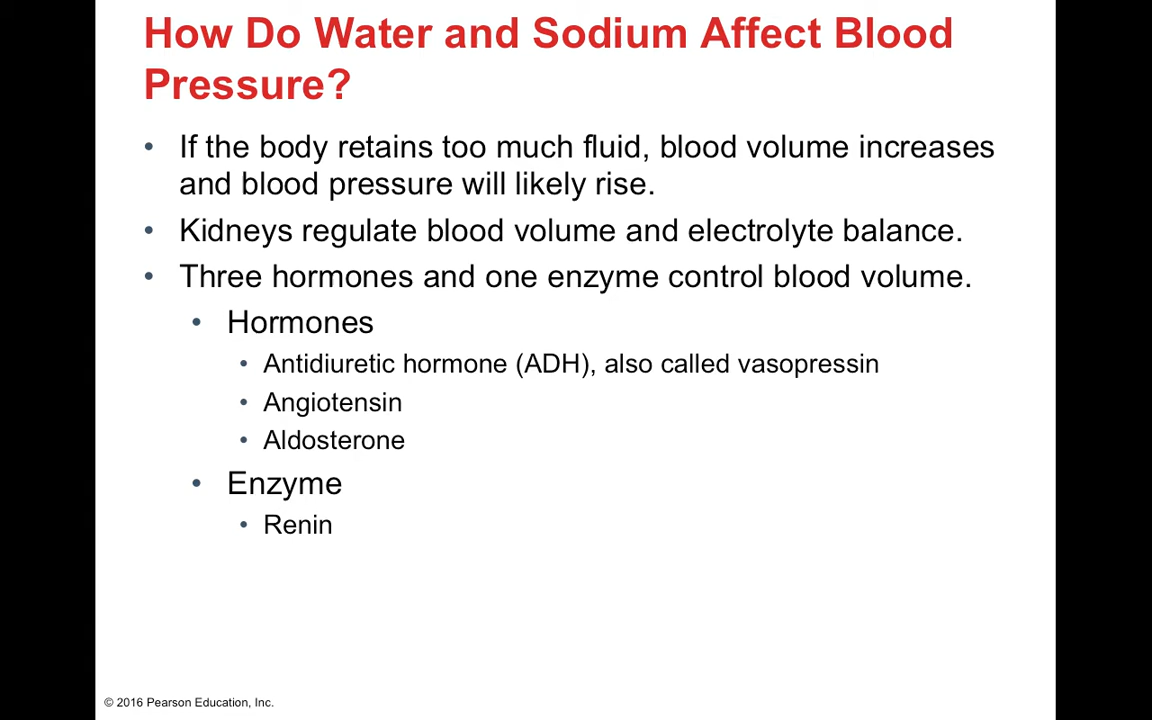 How Do Water and Sodium Affect Blood
Pressure?
• If the body retains too much fluid, blood volume increases
and blood pressure will likely rise.
• Kidneys regulate blood volume and electrolyte balance.
• Three hormones and one enzyme control blood volume.
• Hormones
• Antidiuretic hormone (ADH), also called vasopressin
• Angiotensin
• Aldosterone
• Enzyme
• Renin
© 2016 Pearson Education, Inc.